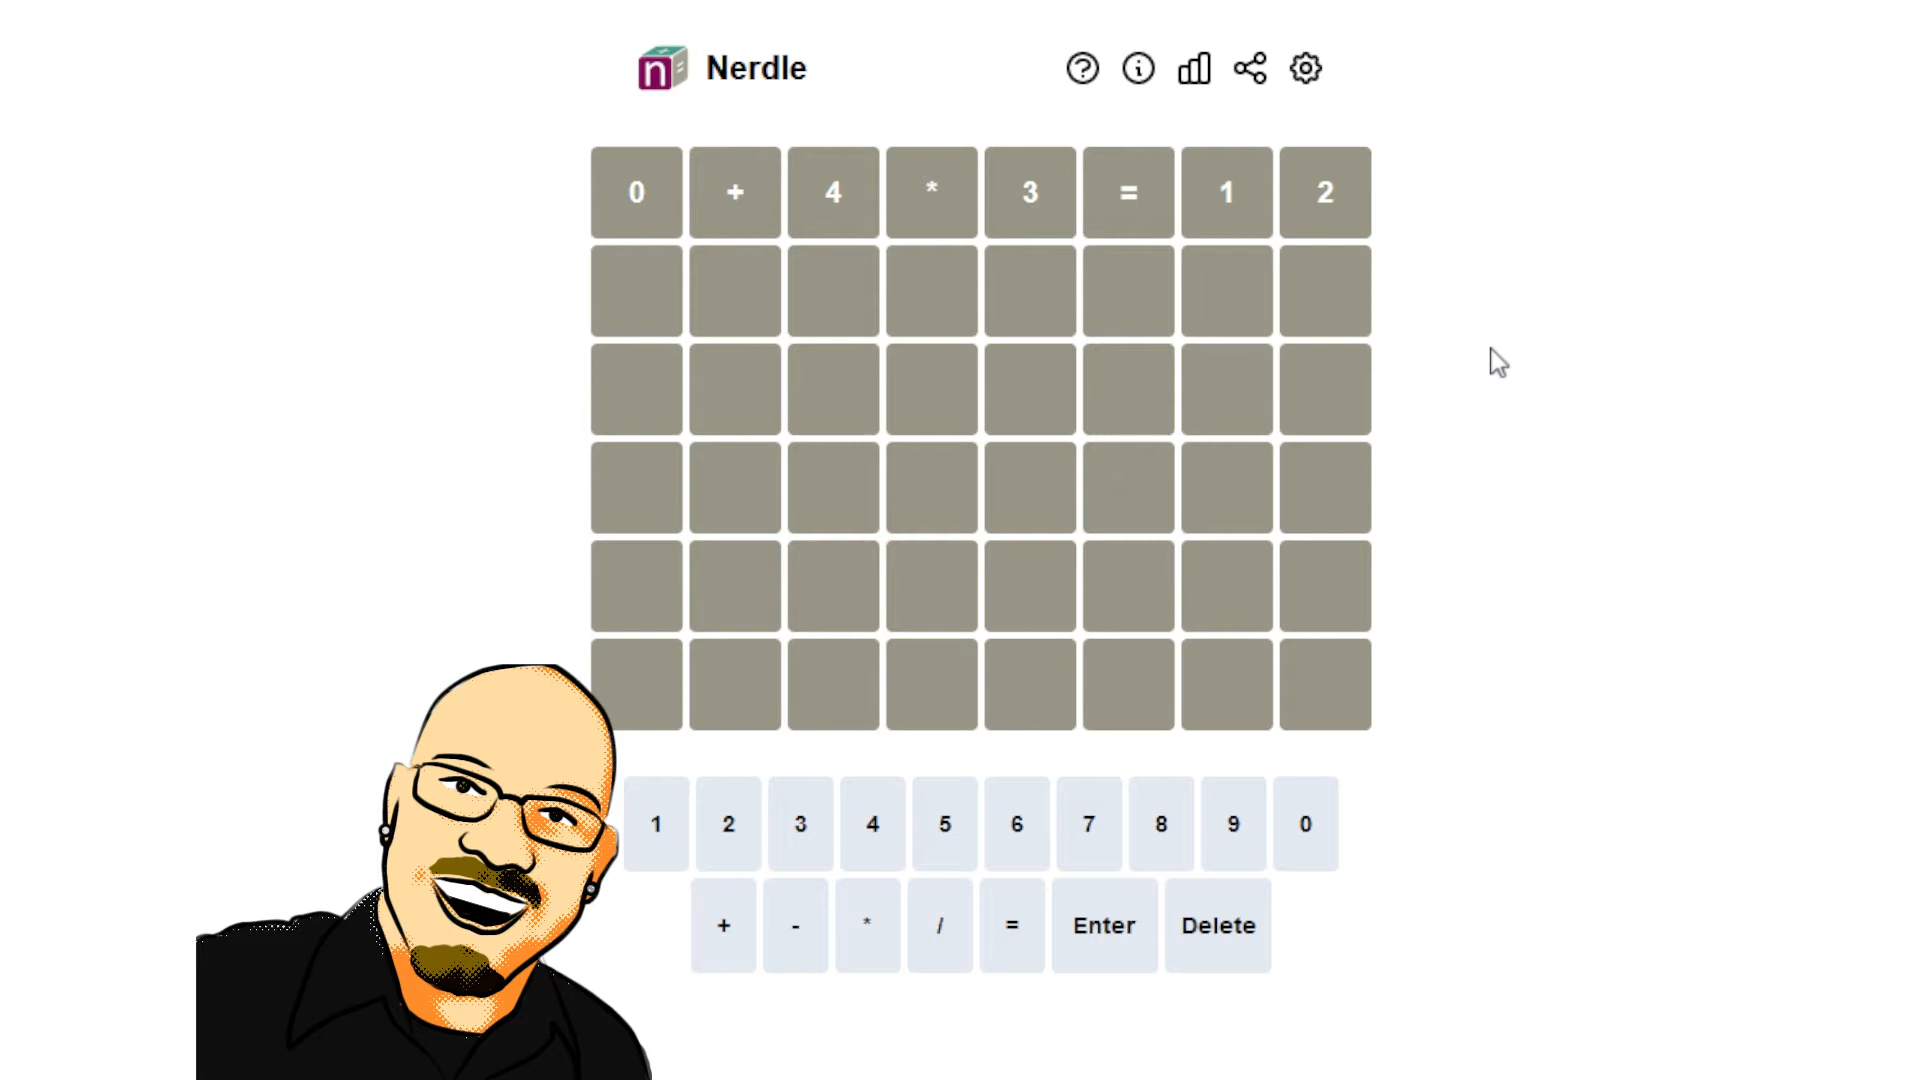 n Nerdle
0 + 4 * 3 = 1 2
1 2 3 4 5 6 7 8 9 0
+ - * / = Enter Delete